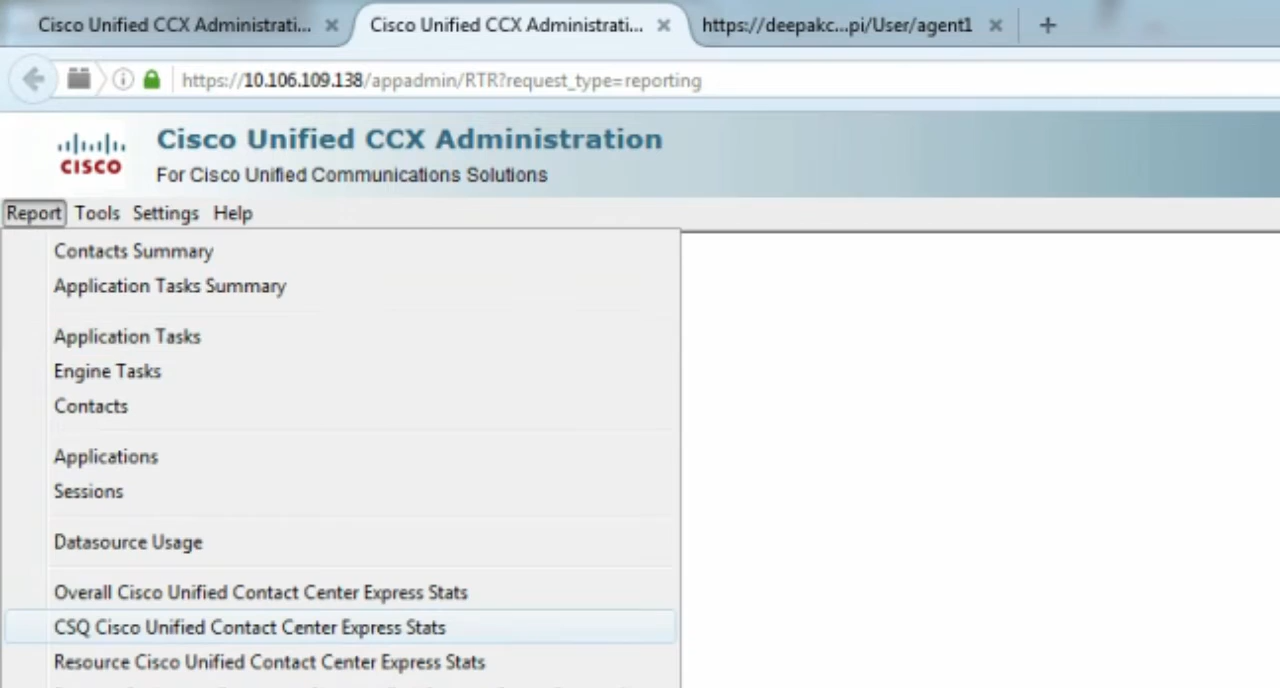 Cisco Unified CCX Administrati... × Cisco Unified CCX Administrati... × https://deepakc...pi/User/agent1 × +
https://10.106.109.138/appadmin/RTR?request_type=reporting
CISCO
Cisco Unified CCX Administration
For Cisco Unified Communications Solutions
Report Tools Settings Help
Contacts Summary
Application Tasks Summary
Application Tasks
Engine Tasks
Contacts
Applications
Sessions
Datasource Usage
Overall Cisco Unified Contact Center Express Stats
CSQ Cisco Unified Contact Center Express Stats
Resource Cisco Unified Contact Center Express Stats